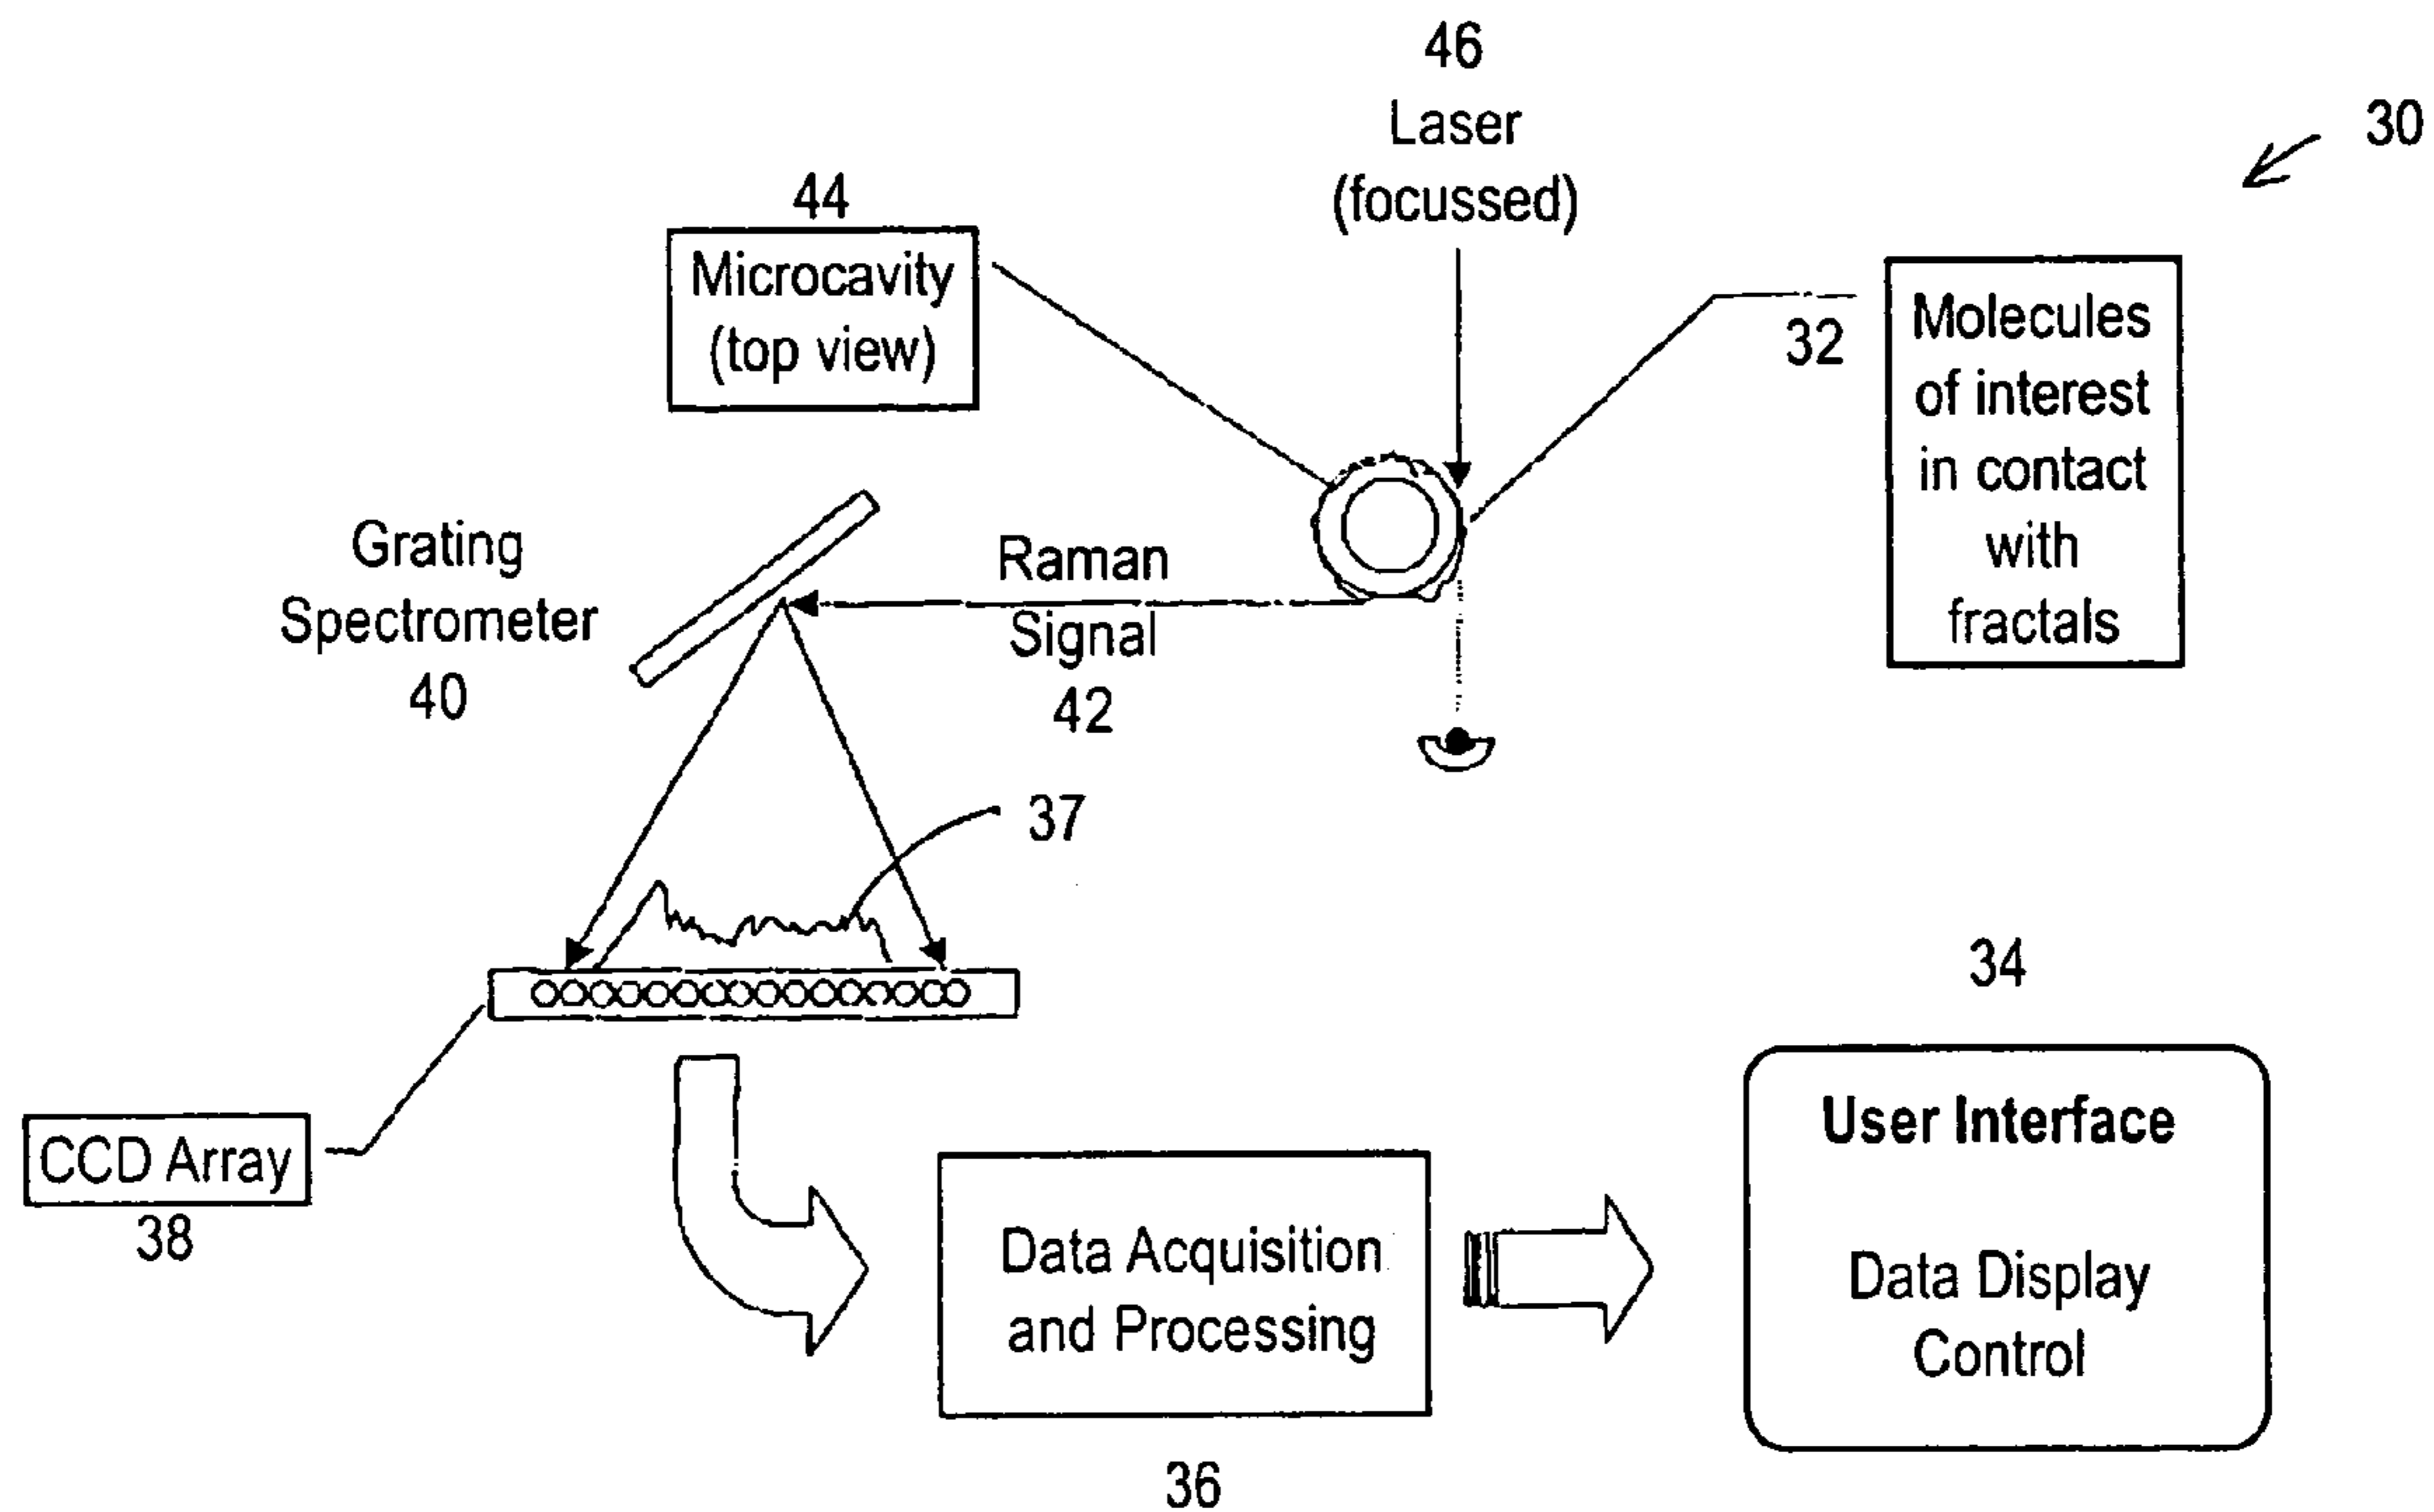 46
Laser
(focussed)
30
44
Microcavity
(top view)
32
Molecules
of interest
in contact
with
fractals
Grating
Spectrometer
40
Raman
Signal
42
37
34
User Interface
Data Display
Control
CCD Array
38
Data Acquisition
and Processing
36